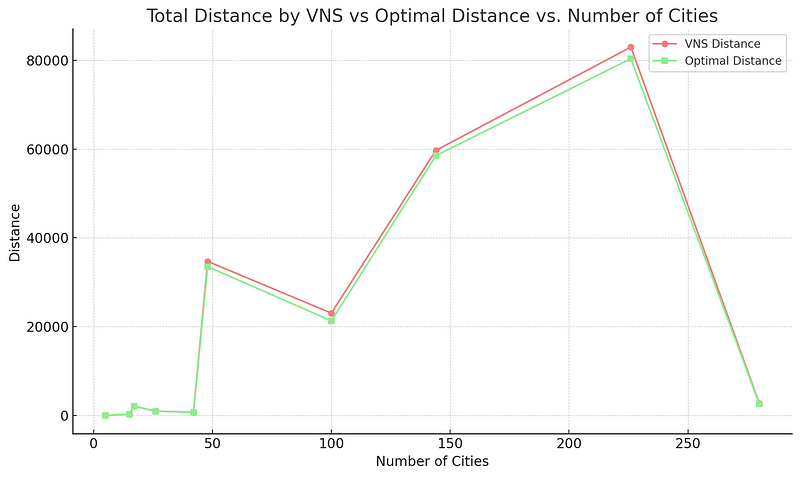 Total Distance by VNS vs Optimal Distance vs. Number of Cities
VNS Distance
Optimal Distance
80000
60000
40000
20000
0
Distance
0 50 100 150 200 250
Number of Cities